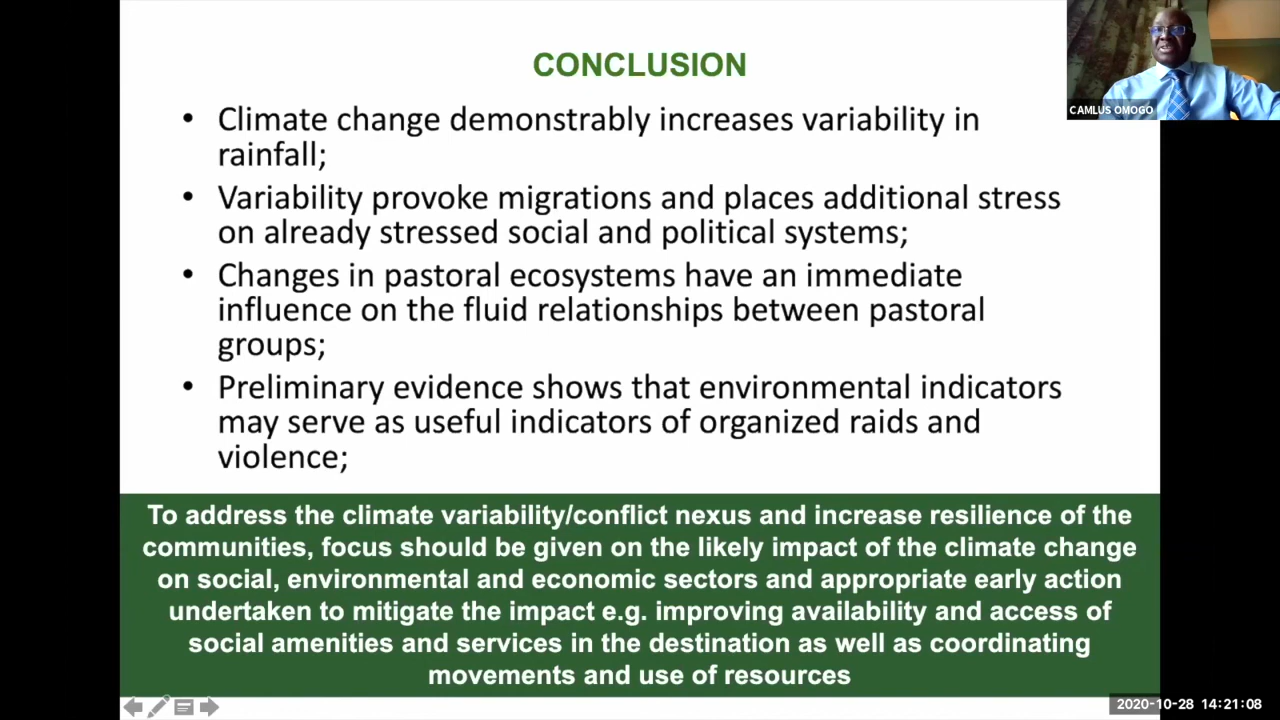 CONCLUSION
• Climate change demonstrably increases variability in
rainfall;
• Variability provoke migrations and places additional stress
on already stressed social and political systems;
• Changes in pastoral ecosystems have an immediate
influence on the fluid relationships between pastoral
groups;
• Preliminary evidence shows that environmental indicators
may serve as useful indicators of organized raids and
violence;
To address the climate variability/conflict nexus and increase resilience of the
communities, focus should be given on the likely impact of the climate change
on social, environmental and economic sectors and appropriate early action
undertaken to mitigate the impact e.g. improving availability and access of
social amenities and services in the destination as well as coordinating
movements and use of resources
CAMLUS OMOGO
2020-10-28 14:21:08